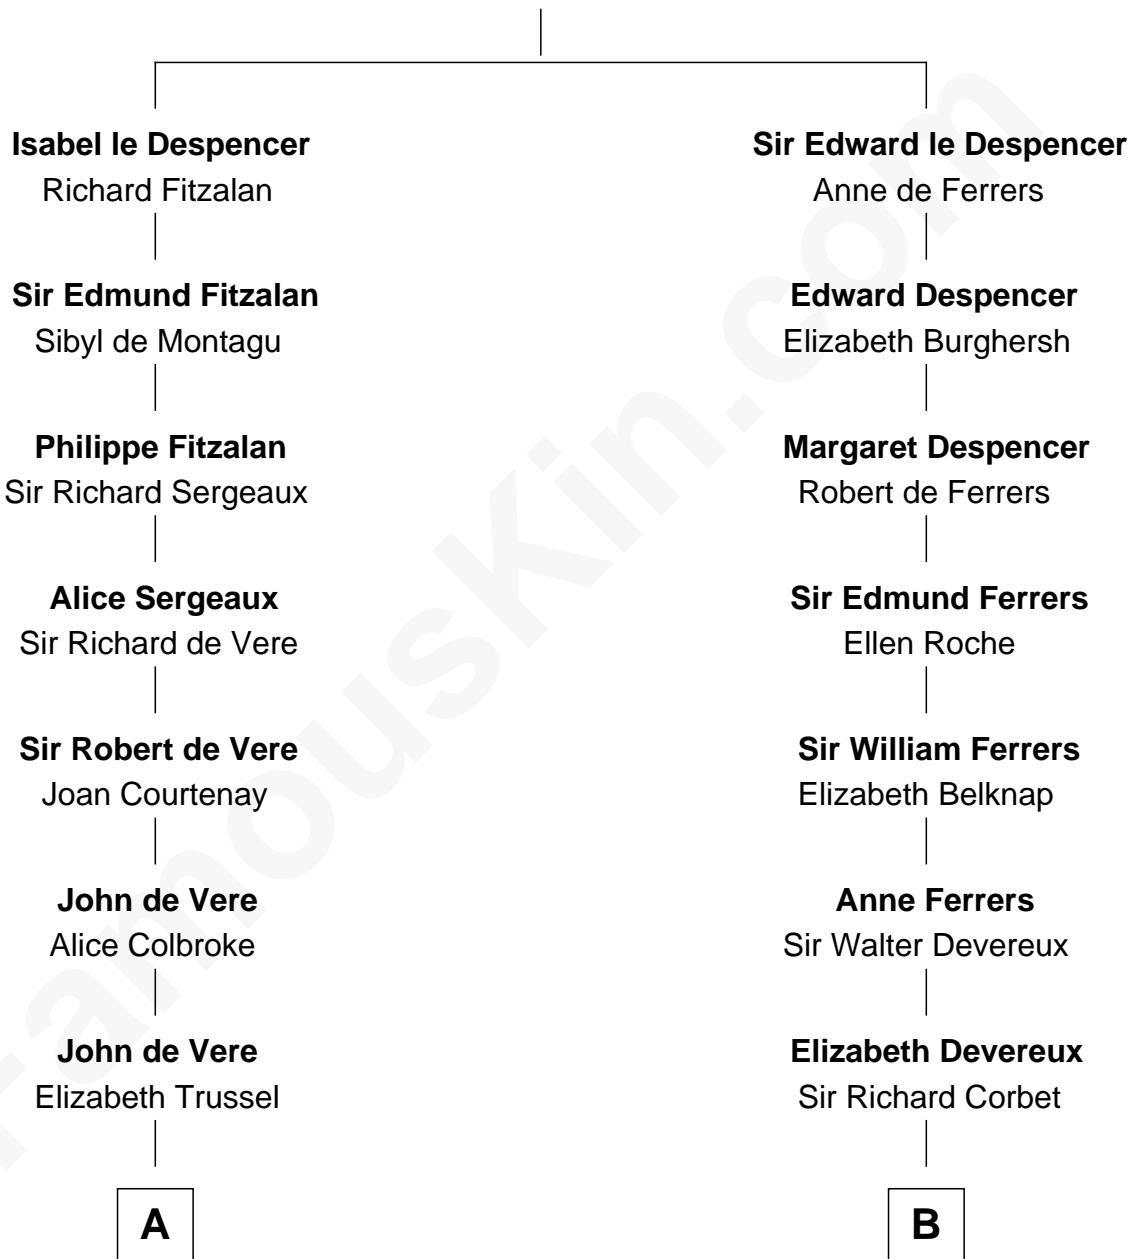 Isabel le Despencer
Richard Fitzalan
Sir Edward le Despencer
Anne de Ferrers
Sir Edmund Fitzalan
Sibyl de Montagu
Edward Despencer
Elizabeth Burghersh
Philippe Fitzalan
Sir Richard Sergeaux
Margaret Despencer
Robert de Ferrers
Alice Sergeaux
Sir Richard de Vere
Sir Edmund Ferrers
Ellen Roche
Sir Robert de Vere
Joan Courtenay
Sir William Ferrers
Elizabeth Belknap
John de Vere
Alice Colbroke
Anne Ferrers
Sir Walter Devereux
John de Vere
Elizabeth Trussel
Elizabeth Devereux
Sir Richard Corbet
A
B
FamousKin.com